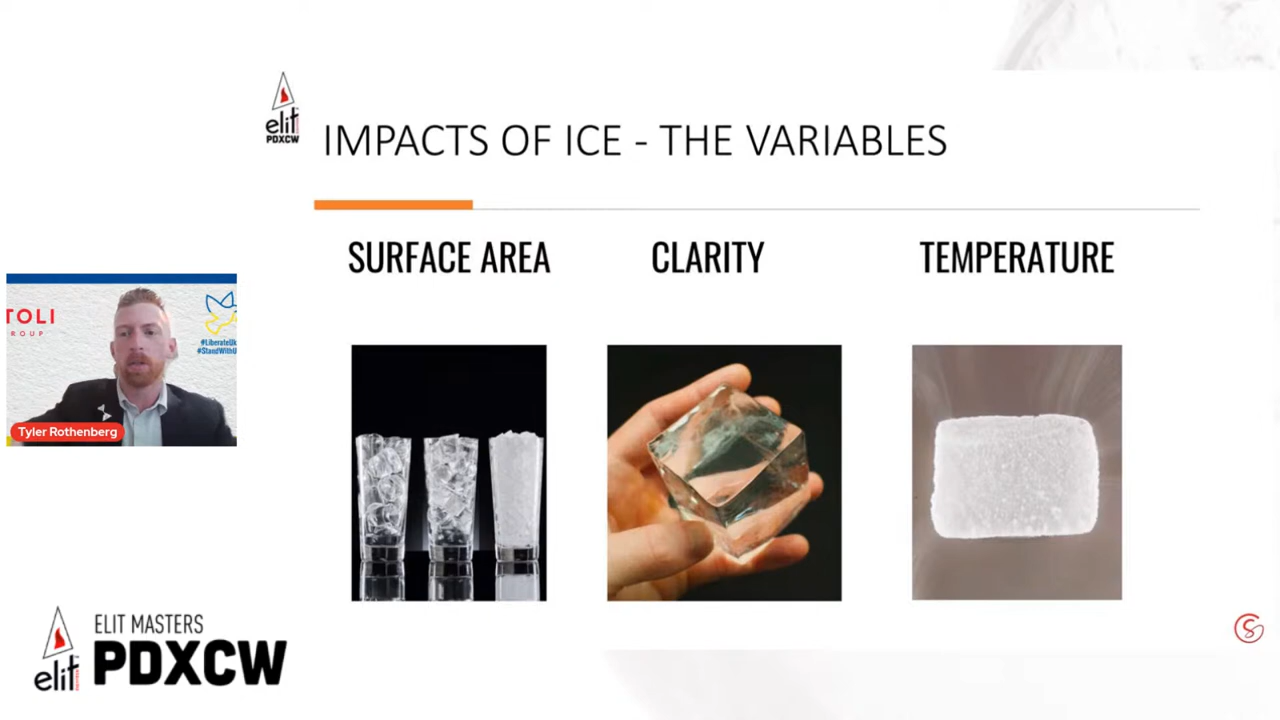 elit
PDXCW
IMPACTS OF ICE - THE VARIABLES
SURFACE AREA
CLARITY
TEMPERATURE
TOLI
ROUP
#LiberateUk
#StandWithU
Tyler Rothenberg
elit
ELIT MASTERS
PDXCW